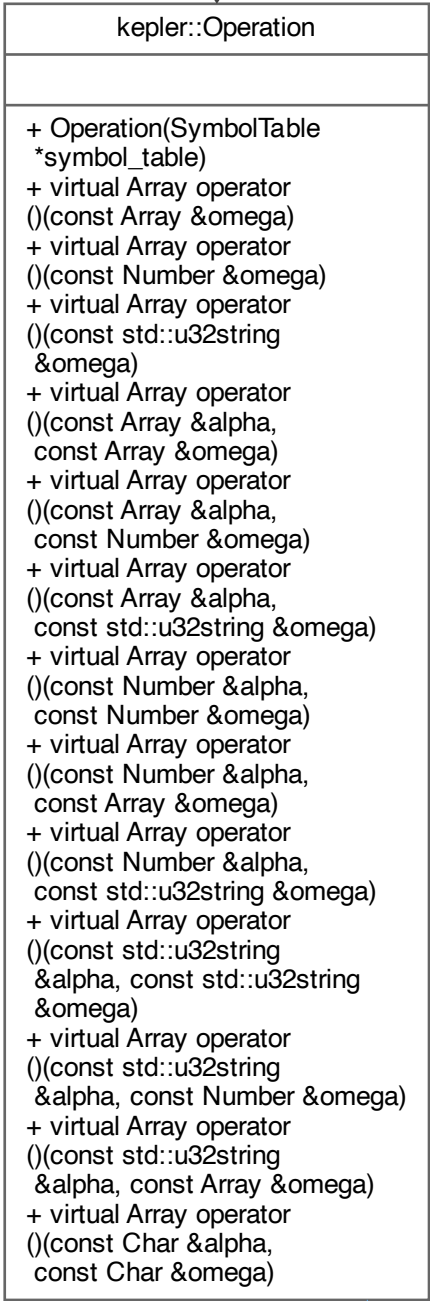 kepler::Operation
+ Operation(SymbolTable
*symbol_table)
+ virtual Array operator
()(const Array &omega)
+ virtual Array operator
()(const Number &omega)
+ virtual Array operator
()(const std::u32string
&omega)
+ virtual Array operator
()(const Array &alpha,
const Array &omega)
+ virtual Array operator
()(const Array &alpha,
const Number &omega)
+ virtual Array operator
()(const Array &alpha,
const std::u32string &omega)
+ virtual Array operator
()(const Number &alpha,
const Number &omega)
+ virtual Array operator
()(const Number &alpha,
const Array &omega)
+ virtual Array operator
()(const Number &alpha,
const std::u32string &omega)
+ virtual Array operator
()(const std::u32string
&alpha, const std::u32string
&omega)
+ virtual Array operator
()(const std::u32string
&alpha, const Number &omega)
+ virtual Array operator
()(const std::u32string
&alpha, const Array &omega)
+ virtual Array operator
()(const Char &alpha,
const Char &omega)